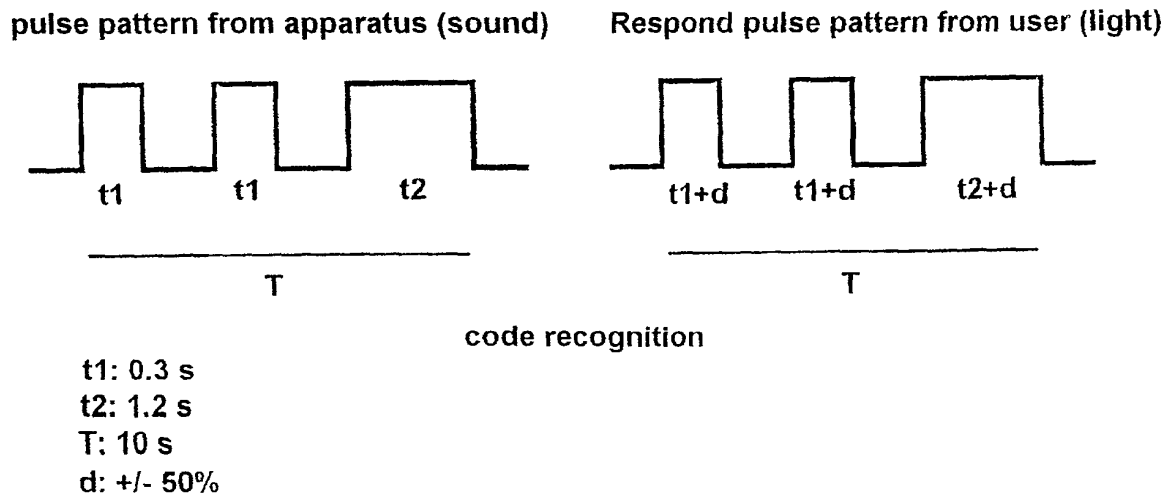 pulse pattern from apparatus (sound)
Respond pulse pattern from user (light)
t1 t1 t2
t1+d t1+d t2+d
T
T
code recognition
t1: 0.3 s
t2: 1.2 s
T: 10 s
d: +/- 50%